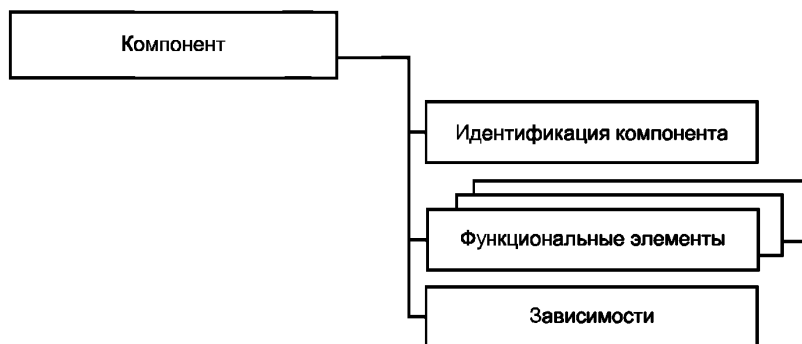 Компонент
Идентификация компонента
Функциональные элементы
Зависимости